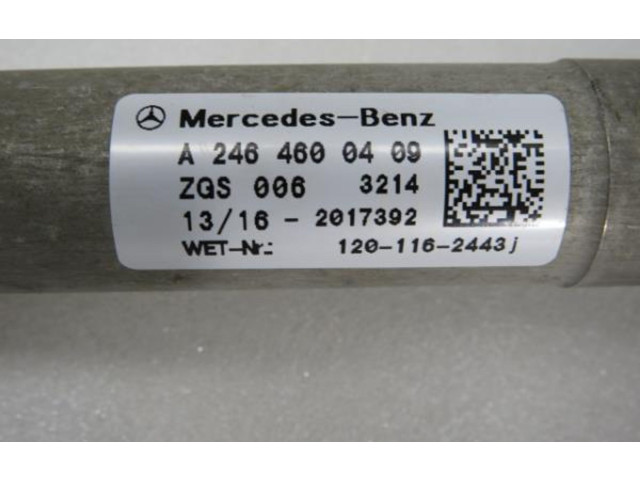 Mercedes-Benz
A 246 460 04 09
ZGS 006 3214
13/16 - 2017392
WET-Nr.: 120-116-2443j